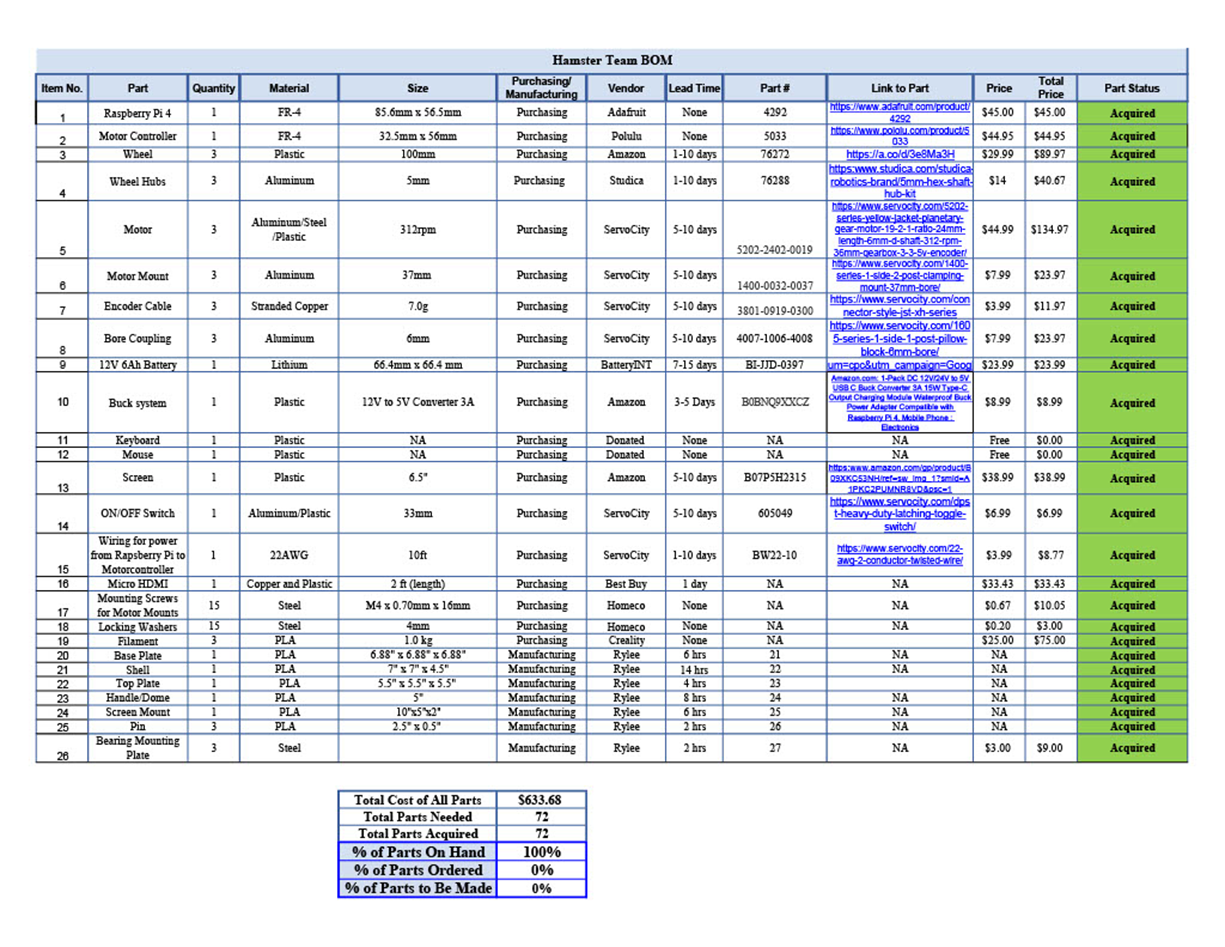 Hamster Team BOM
Item No. Part Quantity Material Size Purchasing/ Manufacturing Vendor Lead Time Part # Link to Part Price Total Price Part Status
1 Raspberry Pi 4 1 FR-4 85.6mm x 56.5mm Purchasing Adafruit None 4292 https://www.adafruit.com/product/4292 $45.00 $45.00 Acquired
2 Motor Controller 1 FR-4 32.5mm x 56mm Purchasing Polulu None 5033 https://www.pololu.com/product/5033 $44.95 $44.95 Acquired
3 Wheel 3 Plastic 100mm Purchasing Amazon 1-10 days 76272 https://a.co/d/3e8Ma3H $29.99 $89.97 Acquired
4 Wheel Hubs 3 Aluminum 5mm Purchasing Studica 1-10 days 76288 https:www.studica.com/studica-robotics-brand/5mm-hex-shaft-hub-kit $14 $40.67 Acquired
5 Motor 3 Aluminum/Steel /Plastic 312rpm Purchasing ServoCity 5-10 days 5202-2402-0019 https://www.servocity.com/5202-series-yellow-jacket-planetary-gear-motor-19-2-1-ratio-24mm-length-6mm-d-shaft-312-rpm-36mm-gearbox-3-3-5v-encoder/ $44.99 $134.97 Acquired
6 Motor Mount 3 Aluminum 37mm Purchasing ServoCity 5-10 days 1400-0032-0037 https://www.servocity.com/1400-series-1-side-2-post-clamping-mount-37mm-bore/ $7.99 $23.97 Acquired
7 Encoder Cable 3 Stranded Copper 7.0g Purchasing ServoCity 5-10 days 3801-0919-0300 https://www.servocity.com/connector-style-jst-xh-series $3.99 $11.97 Acquired
8 Bore Coupling 3 Aluminum 6mm Purchasing ServoCity 5-10 days 4007-1006-4008 https://www.servocity.com/1605-series-1-side-1-post-pillow-block-6mm-bore/ $7.99 $23.97 Acquired
9 12V 6Ah Battery 1 Lithium 66.4mm x 66.4 mm Purchasing BatteryINT 7-15 days BI-JJD-0397 um=cpc&utm_campaign=Goog $23.99 $23.99 Acquired
10 Buck system 1 Plastic 12V to 5V Converter 3A Purchasing Amazon 3-5 Days B0BNQ9XXCZ Amazon.com: 1-Pack DC 12V/24V to 5V USB C Buck Converter 3A 15W Type-C Output Charging Module Waterproof Buck Power Adapter Compatible with Raspberry Pi 4, Mobile Phone : Electronics $8.99 $8.99 Acquired
11 Keyboard 1 Plastic NA Purchasing Donated None NA NA Free $0.00 Acquired
12 Mouse 1 Plastic NA Purchasing Donated None NA NA Free $0.00 Acquired
13 Screen 1 Plastic 6.5" Purchasing Amazon 5-10 days B07P5H2315 $38.99 $38.99 Acquired
14 ON/OFF Switch 1 Aluminum/Plastic 33mm Purchasing ServoCity 5-10 days 605049 https://www.servocity.com/dpst-heavy-duty-latching-toggle-switch/ $6.99 $6.99 Acquired
15 Wiring for power from Rapsberry Pi to Motorcontroller 1 22AWG 10ft Purchasing ServoCity 1-10 days BW22-10 https://www.servocity.com/22-awg-2-conductor-twisted-wire/ $3.99 $8.77 Acquired
16 Micro HDMI 1 Copper and Plastic 2 ft (length) Purchasing Best Buy 1 day NA NA $33.43 $33.43 Acquired
17 Mounting Screws for Motor Mounts 15 Steel M4 x 0.70mm x 16mm Purchasing Homeco None NA NA $0.67 $10.05 Acquired
18 Locking Washers 15 Steel 4mm Purchasing Homeco None NA NA $0.20 $3.00 Acquired
19 Filament 3 PLA 1.0 kg Purchasing Creality None NA $25.00 $75.00 Acquired
20 Base Plate 1 PLA 6.88" x 6.88" x 6.88" Manufacturing Rylee 6 hrs 21 NA NA Acquired
21 Shell 1 PLA 7" x 7" x 4.5" Manufacturing Rylee 14 hrs 22 NA NA Acquired
22 Top Plate 1 PLA 5.5" x 5.5" x 5.5" Manufacturing Rylee 4 hrs 23 NA Acquired
23 Handle/Dome 1 PLA 5" Manufacturing Rylee 8 hrs 24 NA NA Acquired
24 Screen Mount 1 PLA 10"x5"x2" Manufacturing Rylee 6 hrs 25 NA NA Acquired
25 Pin 3 PLA 2.5" x 0.5" Manufacturing Rylee 2 hrs 26 NA NA Acquired
26 Bearing Mounting Plate 3 Steel Manufacturing Rylee 2 hrs 27 NA $3.00 $9.00 Acquired
Total Cost of All Parts $633.68
Total Parts Needed 72
Total Parts Acquired 72
% of Parts On Hand 100%
% of Parts Ordered 0%
% of Parts to Be Made 0%